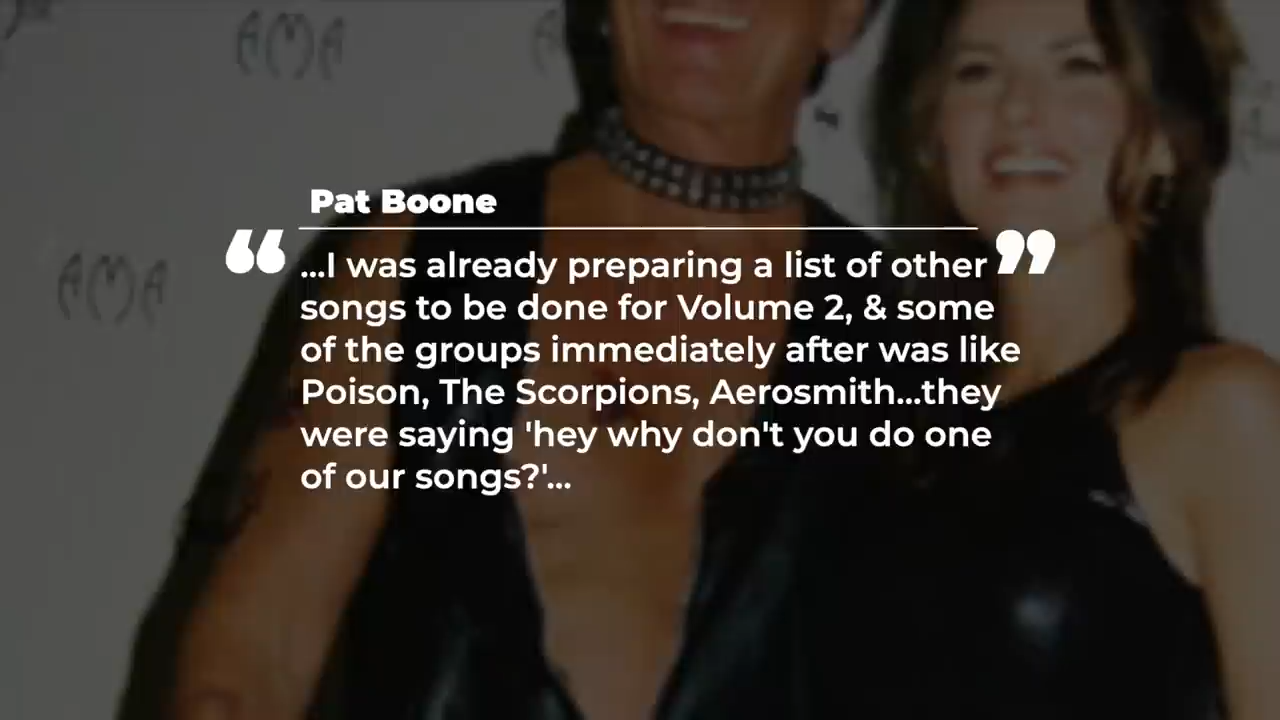 AMA
AMA
Pat Boone
“ ...I was already preparing a list of other ”
songs to be done for Volume 2, & some
of the groups immediately after was like
Poison, The Scorpions, Aerosmith...they
were saying 'hey why don't you do one
of our songs?'...